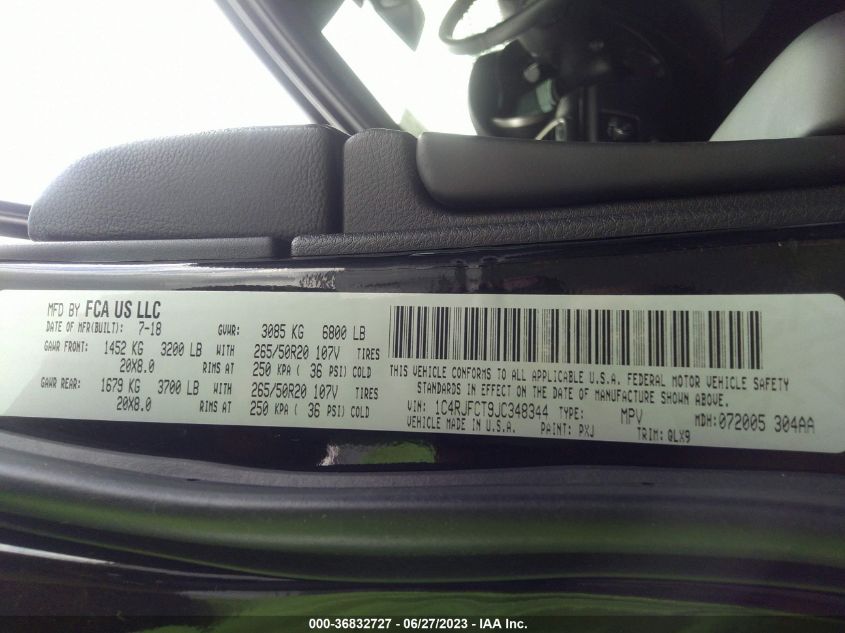 MFD BY FCA US LLC
DATE OF MFR(BUILT): 7-18 GVWR: 3085 KG 6800 LB
GAWR FRONT: 1452 KG 3200 LB WITH 265/50R20 107V TIRES
20X8.0 RIMS AT 250 KPA ( 36 PSI) COLD
GAWR REAR: 1679 KG 3700 LB WITH 265/50R20 107V TIRES
20X8.0 RIMS AT 250 KPA ( 36 PSI) COLD
THIS VEHICLE CONFORMS TO ALL APPLICABLE U.S.A. FEDERAL MOTOR VEHICLE SAFETY
STANDARDS IN EFFECT ON THE DATE OF MANUFACTURE SHOWN ABOVE.
VIN: 1C4RJFCT9JC348344 TYPE: MPV MDH:072005 304AA
VEHICLE MADE IN U.S.A. PAINT: PXJ TRIM: QLX9
000-36832727 - 06/27/2023 - IAA Inc.